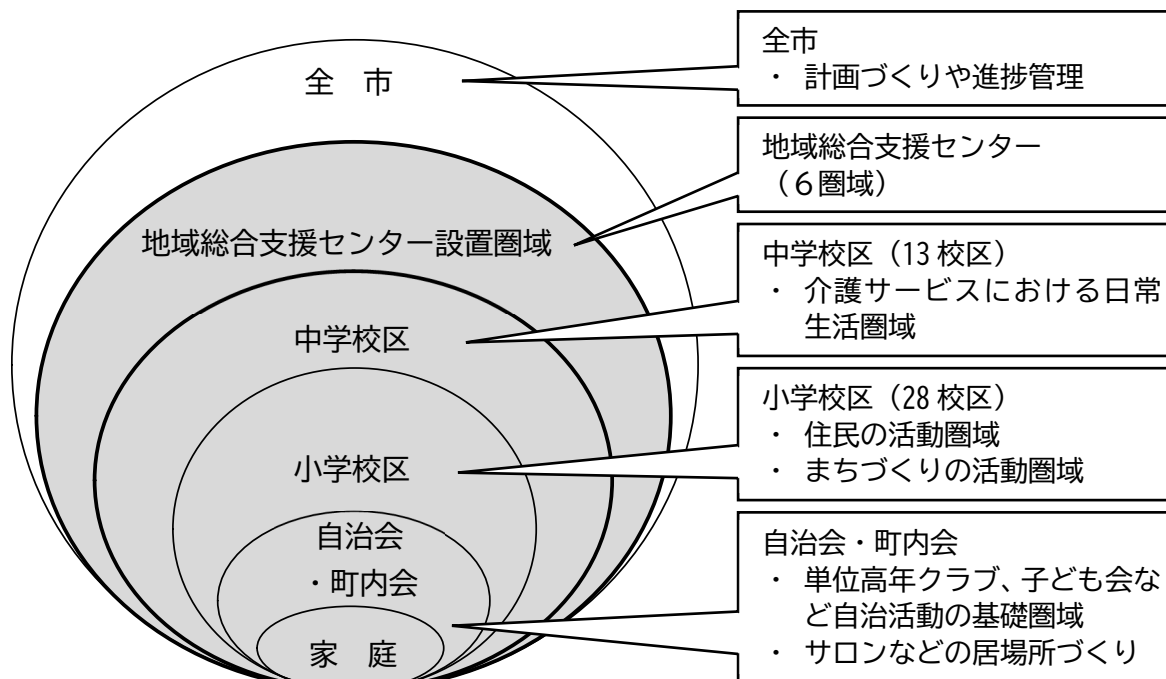 全　市
地域総合支援センター設置圏域
中学校区
小学校区
自治会
・町内会
家　庭
全市
・ 計画づくりや進捗管理
地域総合支援センター
（６圏域）
中学校区（13 校区）
・ 介護サービスにおける日常
生活圏域
小学校区（28 校区）
・ 住民の活動圏域
・ まちづくりの活動圏域
自治会・町内会
・ 単位高年クラブ、子ども会な
ど自治活動の基礎圏域
・ サロンなどの居場所づくり